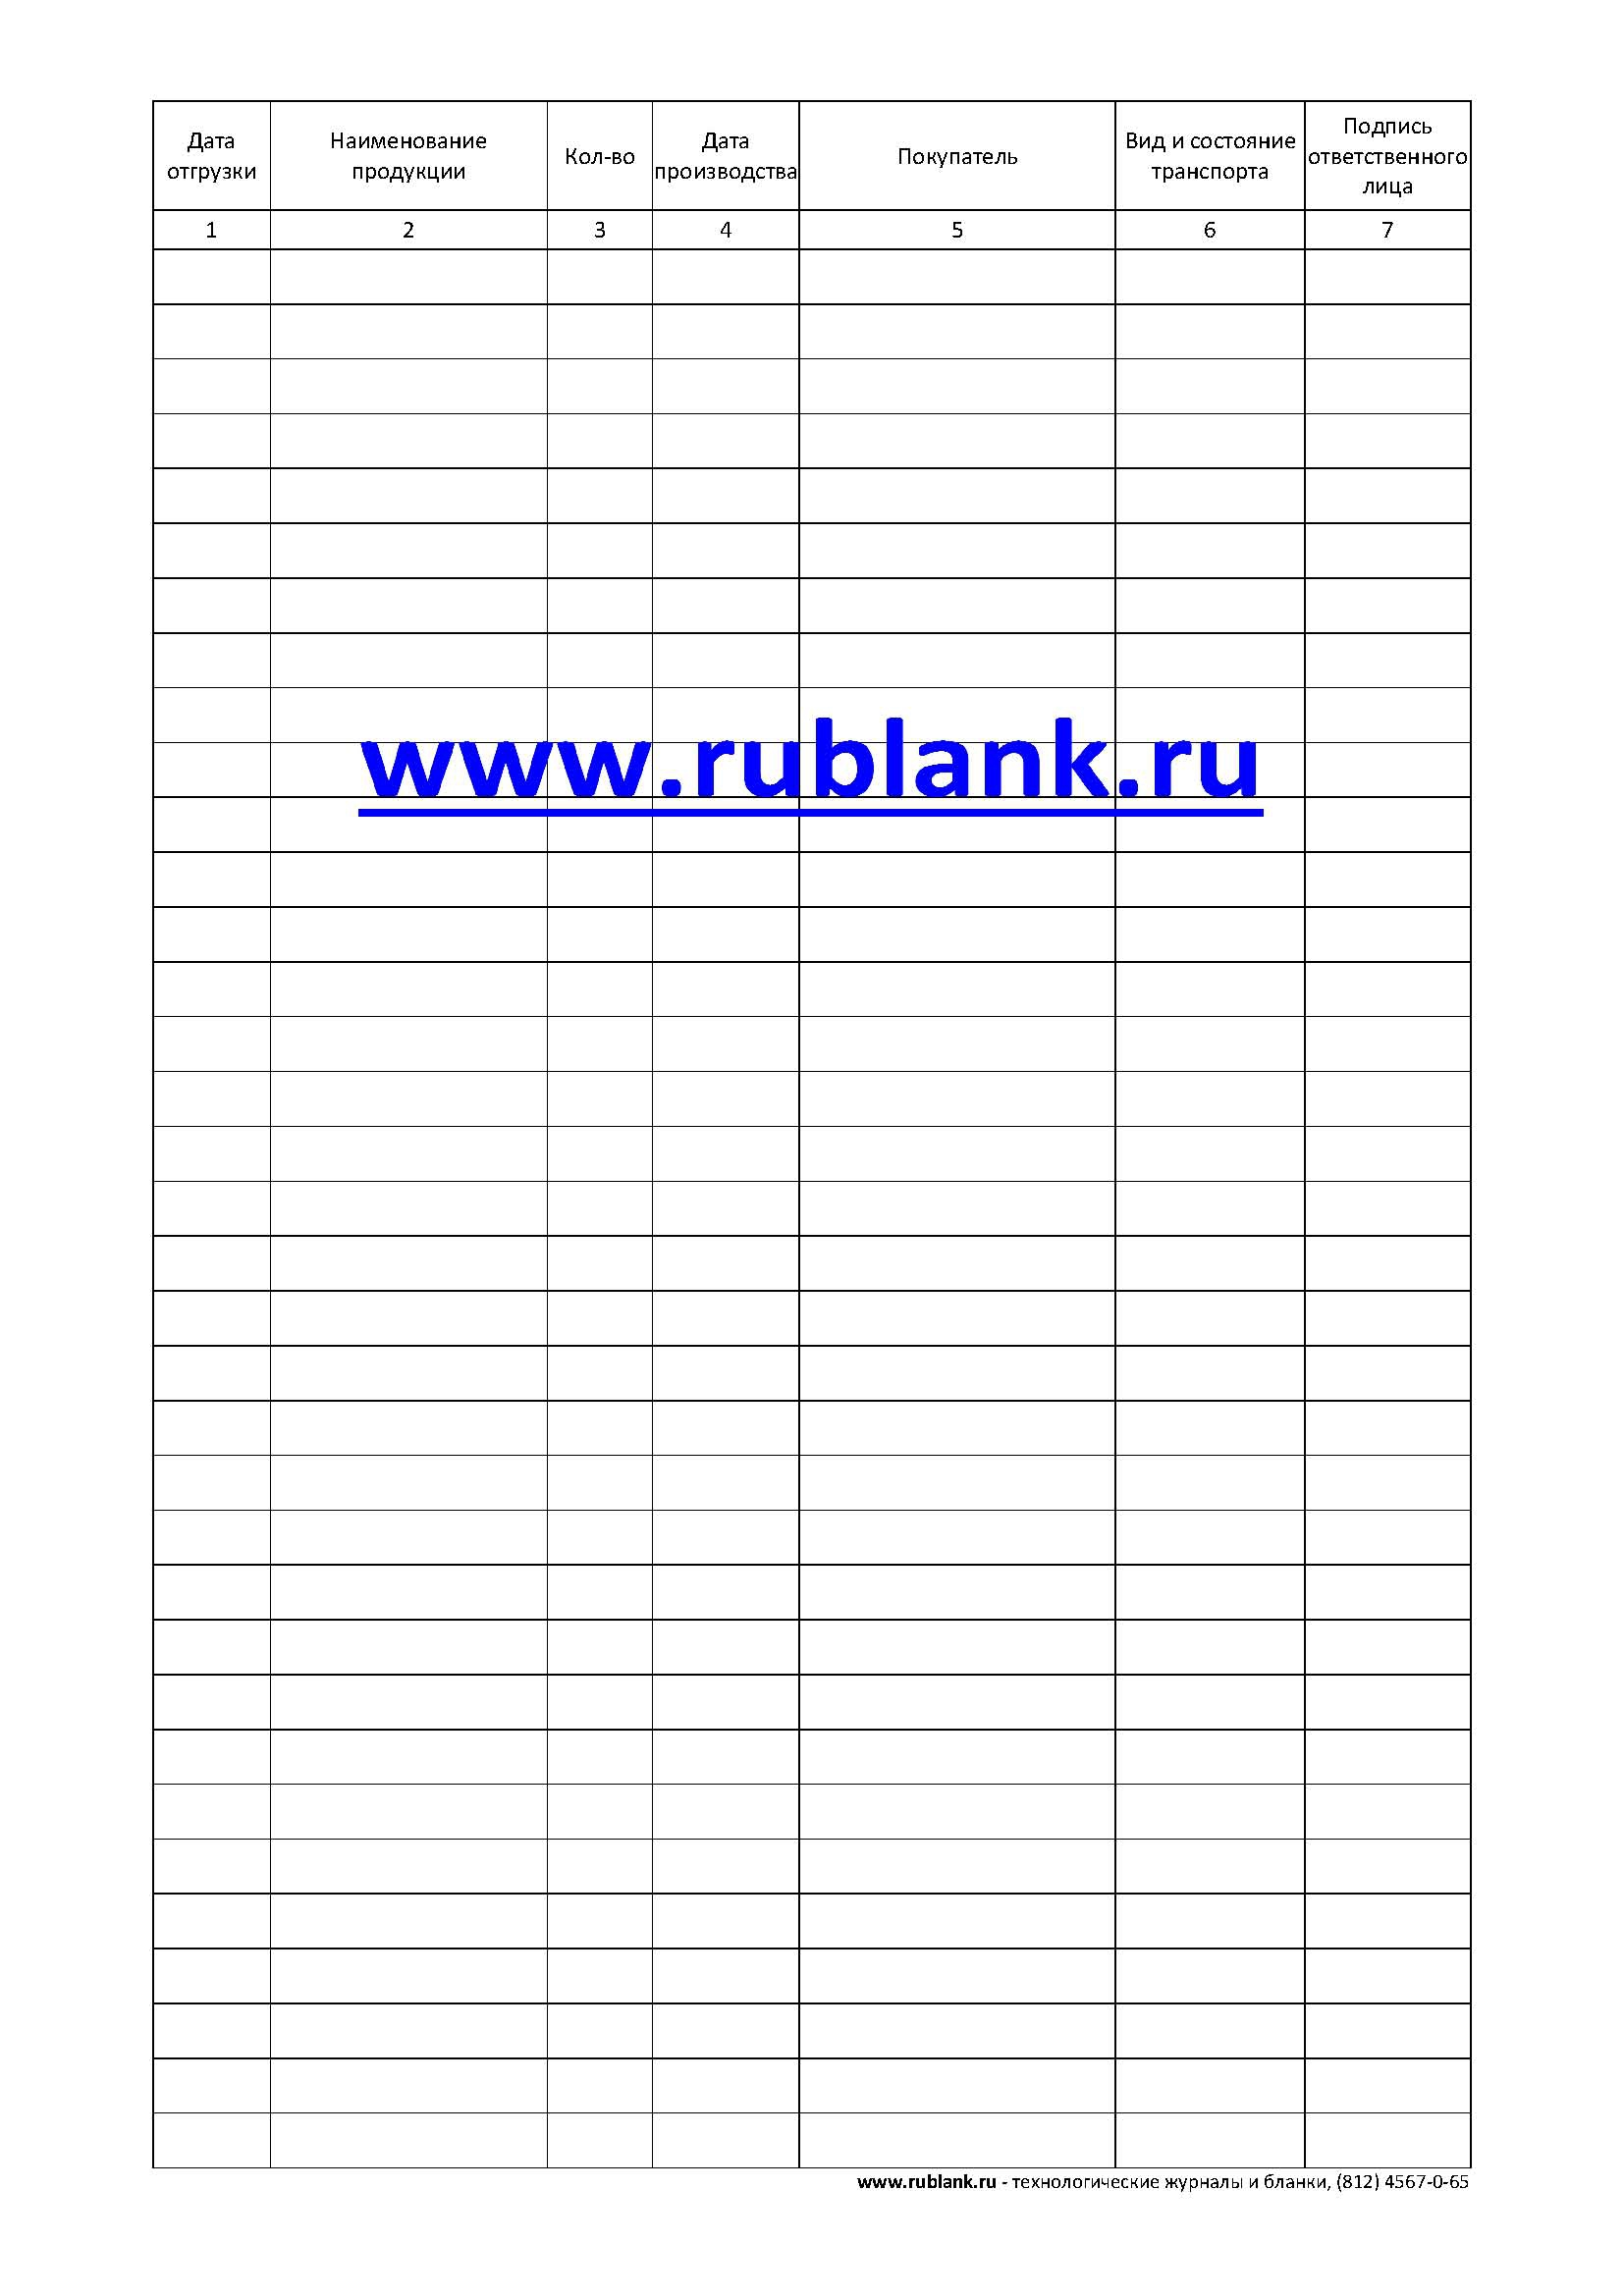 Дата
отгрузки
Наименование
продукции
Кол-во
Дата
производства
Покупатель
Вид и состояние
транспорта
Подпись
ответственного
лица
1 2 3 4 5 6 7
www.rublank.ru
www.rublank.ru - технологические журналы и бланки, (812) 4567-0-65